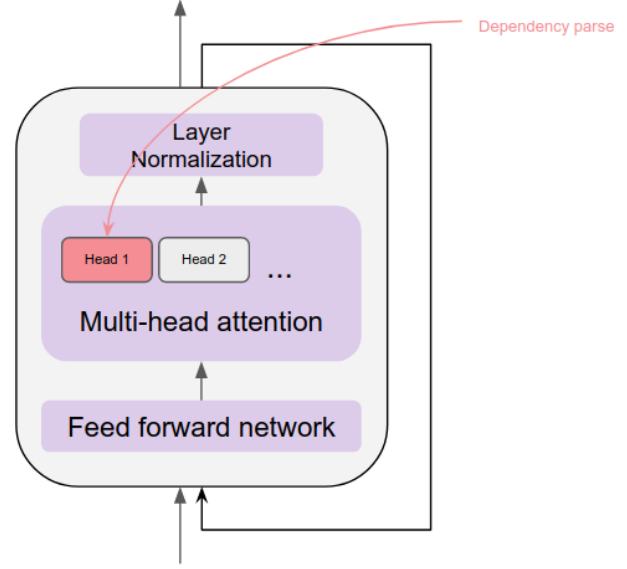 Dependency parse
Layer
Normalization
Head 1
Head 2
...
Multi-head attention
Feed forward network